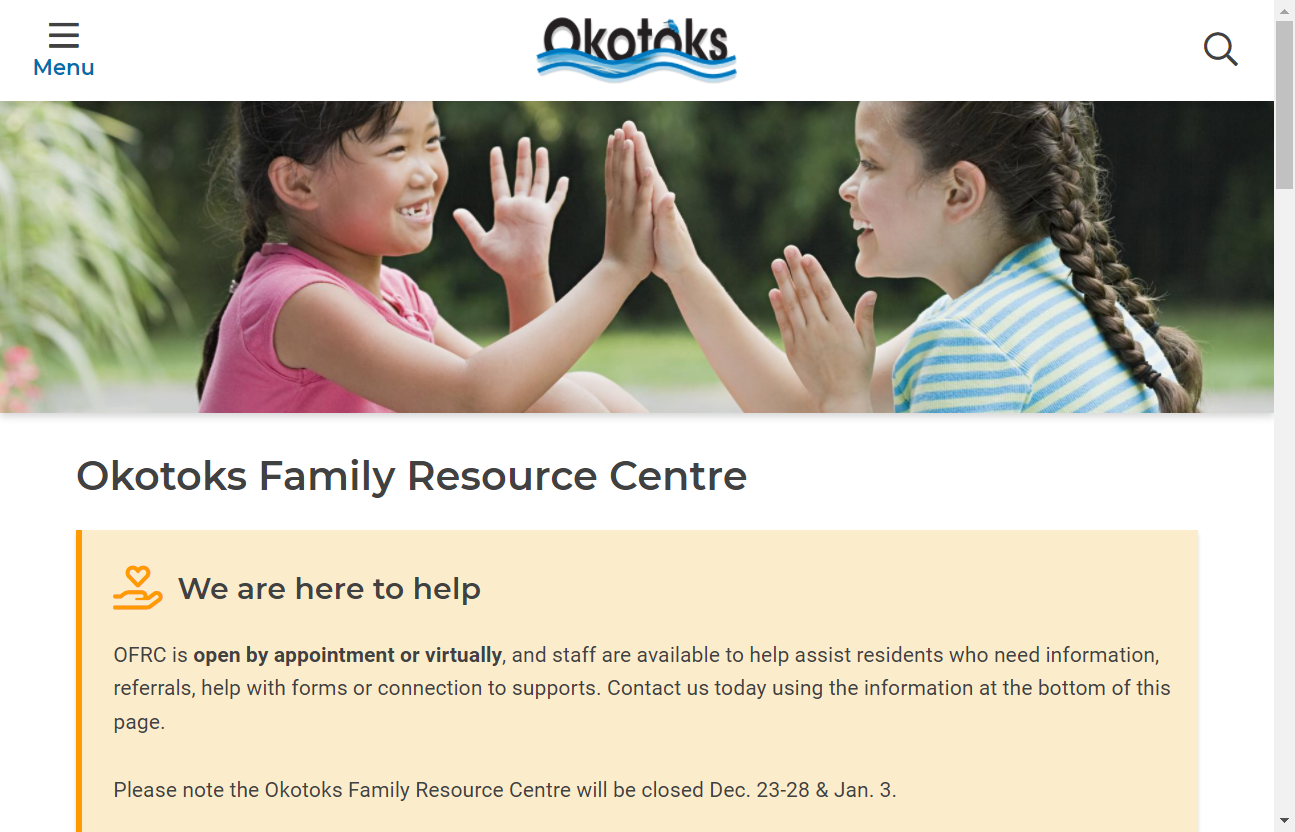 Menu
Okotoks
Okotoks Family Resource Centre
We are here to help
OFRC is open by appointment or virtually, and staff are available to help assist residents who need information,
referrals, help with forms or connection to supports. Contact us today using the information at the bottom of this
page.
Please note the Okotoks Family Resource Centre will be closed Dec. 23-28 & Jan. 3.